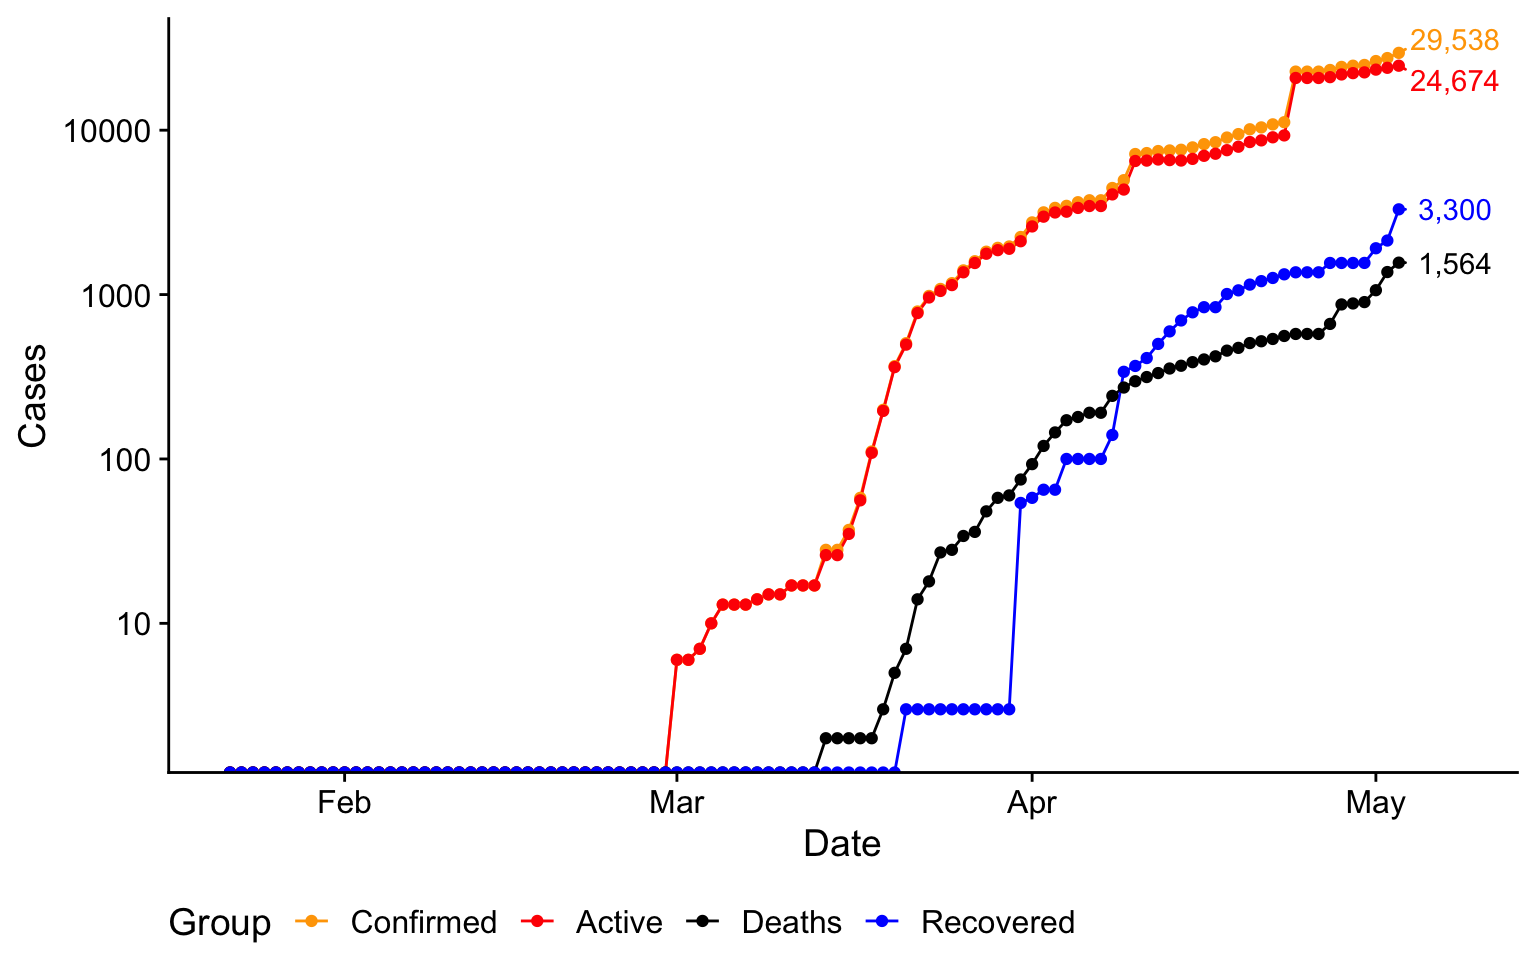 29,538
24,674
10000
3,300
1,564
1000
Cases
100
10
Feb Mar Apr May
Date
Group Confirmed Active Deaths Recovered